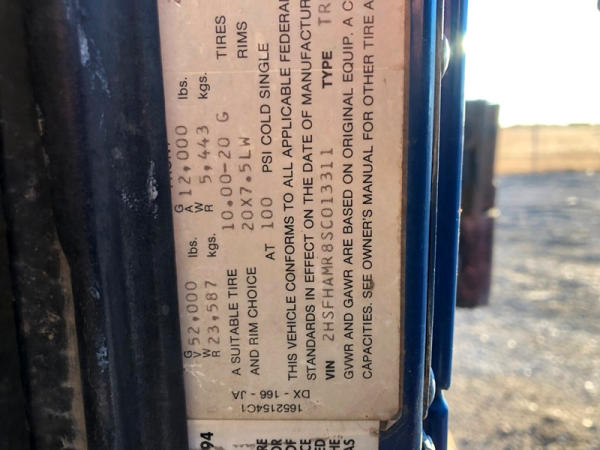 GVWR 52,000 lbs. GAWR 12,000 lbs.
23,587 kgs. 5,443 kgs.
A SUITABLE TIRE 10.00-20 G TIRES
AND RIM CHOICE 20X7.5LW RIMS
AT 100 PSI COLD SINGLE
THIS VEHICLE CONFORMS TO ALL APPLICABLE FEDERAL
STANDARDS IN EFFECT ON THE DATE OF MANUFACTUR
VIN 2HSFHAMR8SC013311 TYPE TR
GVWR AND GAWR ARE BASED ON ORIGINAL EQUIP. A C
CAPACITIES. SEE OWNER'S MANUAL FOR OTHER TIRE A
1652154C1
DX - 166 - JA
94